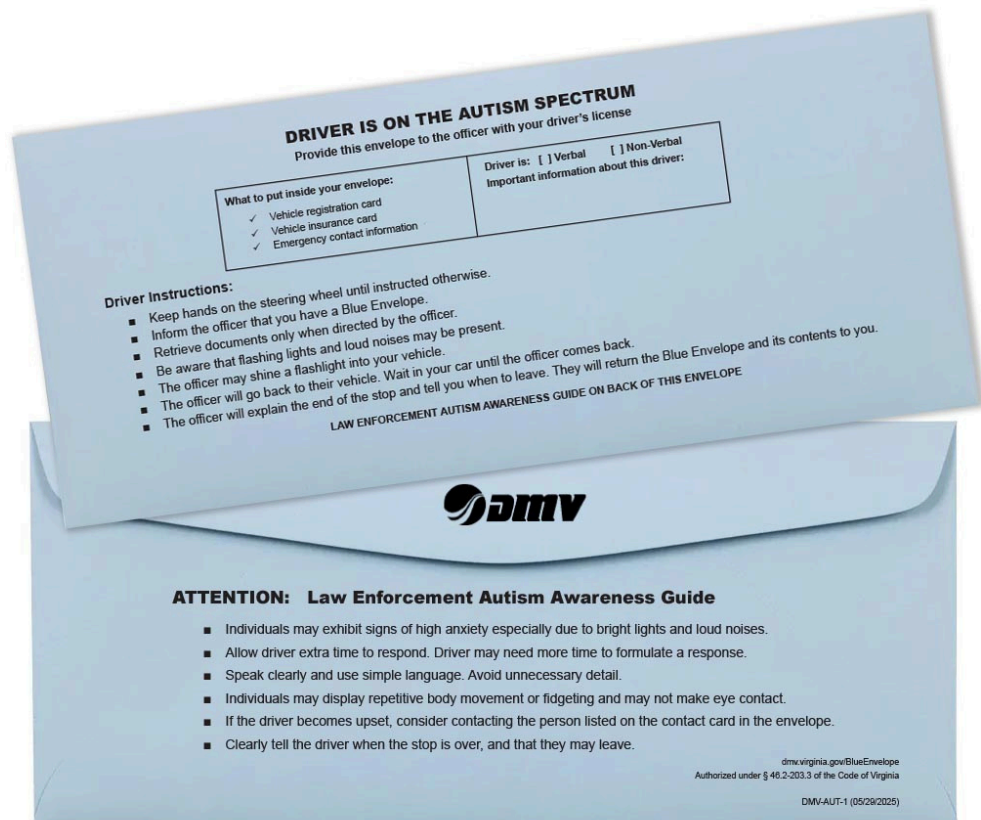 DRIVER IS ON THE AUTISM SPECTRUM
Provide this envelope to the officer with your driver's license
What to put inside your envelope:
✓ Vehicle registration card
✓ Vehicle insurance card
✓ Emergency contact information
Driver is: [ ] Verbal [ ] Non-Verbal
Important information about this driver:
Driver Instructions:
■ Keep hands on the steering wheel until instructed otherwise.
■ Inform the officer that you have a Blue Envelope.
■ Retrieve documents only when directed by the officer.
■ Be aware that flashing lights and loud noises may be present.
■ The officer may shine a flashlight into your vehicle.
■ The officer will go back to their vehicle. Wait in your car until the officer comes back.
■ The officer will explain the end of the stop and tell you when to leave. They will return the Blue Envelope and its contents to you.
LAW ENFORCEMENT AUTISM AWARENESS GUIDE ON BACK OF THIS ENVELOPE
DMV
ATTENTION: Law Enforcement Autism Awareness Guide
■ Individuals may exhibit signs of high anxiety especially due to bright lights and loud noises.
■ Allow driver extra time to respond. Driver may need more time to formulate a response.
■ Speak clearly and use simple language. Avoid unnecessary detail.
■ Individuals may display repetitive body movement or fidgeting and may not make eye contact.
■ If the driver becomes upset, consider contacting the person listed on the contact card in the envelope.
■ Clearly tell the driver when the stop is over, and that they may leave.
dmv.virginia.gov/BlueEnvelope
Authorized under § 46.2-203.3 of the Code of Virginia
DMV-AUT-1 (05/29/2025)